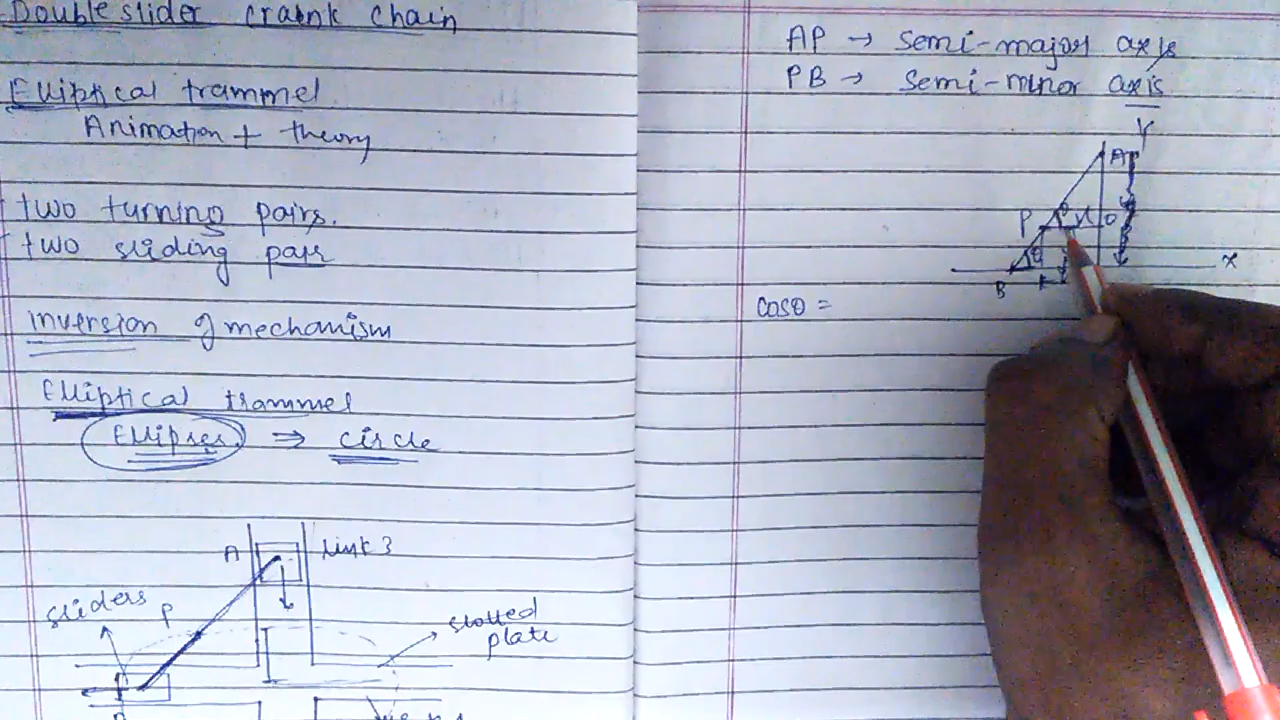 Double slider crank chain
Elliptical trammel
Animation + theory
two turning pairs.
two sliding pair
inversion of mechanism
Elliptical trammel
Ellipses ⇒ circle
A
Link 3
sliders
P
slotted
plate
AP → semi-major axis
PB → semi-minor axis
Y
A
P
θ
B
x
cosθ =